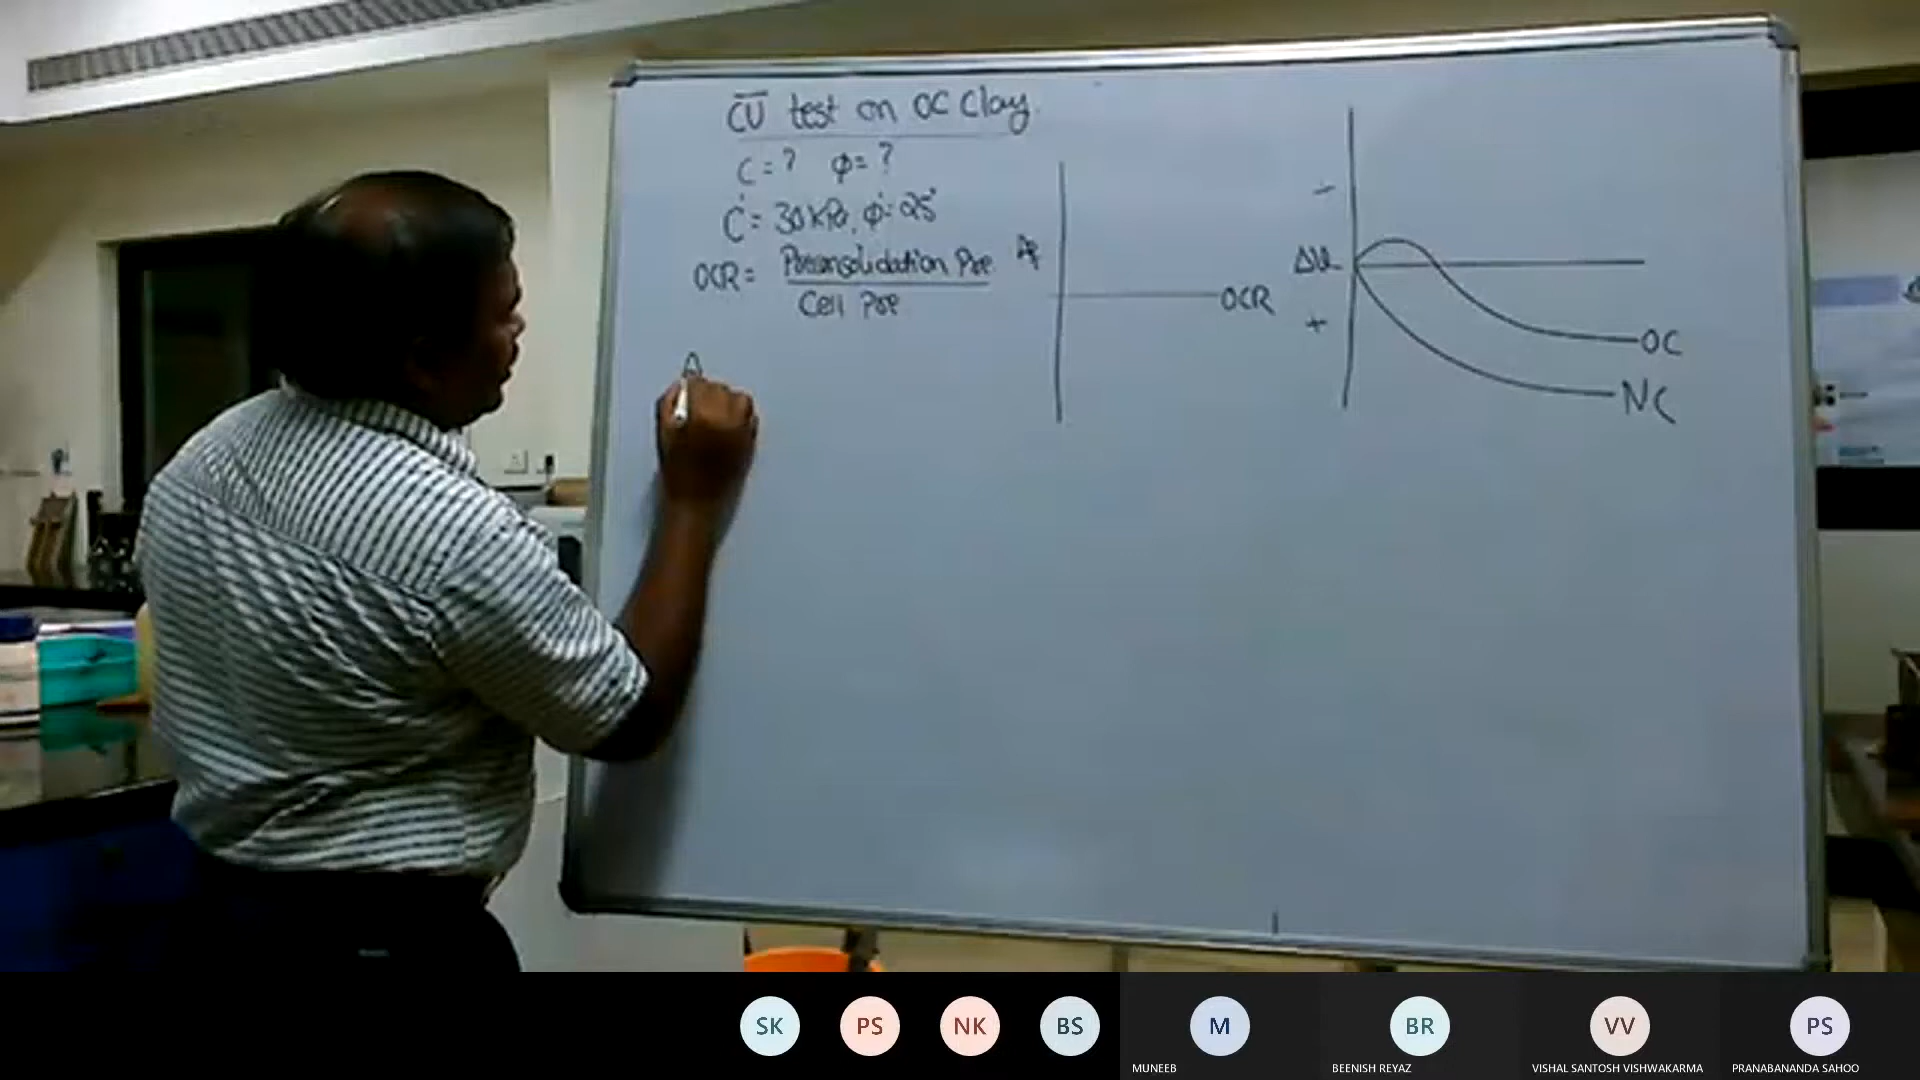 C̅U̅ test on OC Clay.
C = ? φ = ?
C' = 30 kPa, φ' = 25°
OCR = Preconsolidation Pre
Cell Pre
Af
OCR
A
-
ΔU
+
OC
NC
SK
PS
NK
BS
M
BR
VV
PS
MUNEEB
BEENISH REYAZ
VISHAL SANTOSH VISHWAKARMA
PRANABANANDA SAHOO